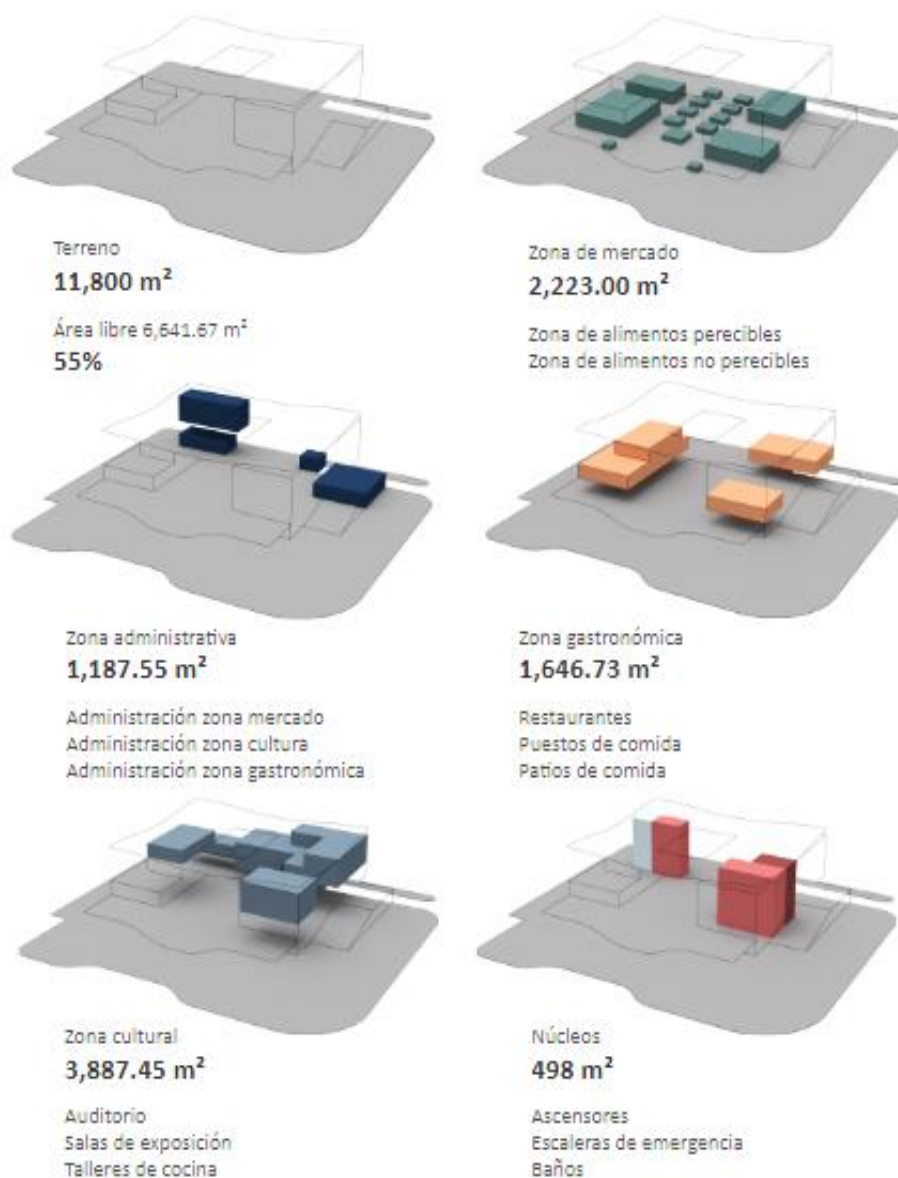 Terreno
11,800 m²
Área libre 6,641.67 m²
55%
Zona de mercado
2,223.00 m²
Zona de alimentos perecibles
Zona de alimentos no perecibles
Zona administrativa
1,187.55 m²
Administración zona mercado
Administración zona cultura
Administración zona gastronómica
Zona gastronómica
1,646.73 m²
Restaurantes
Puestos de comida
Patios de comida
Zona cultural
3,887.45 m²
Auditorio
Salas de exposición
Talleres de cocina
Núcleos
498 m²
Ascensores
Escaleras de emergencia
Baños